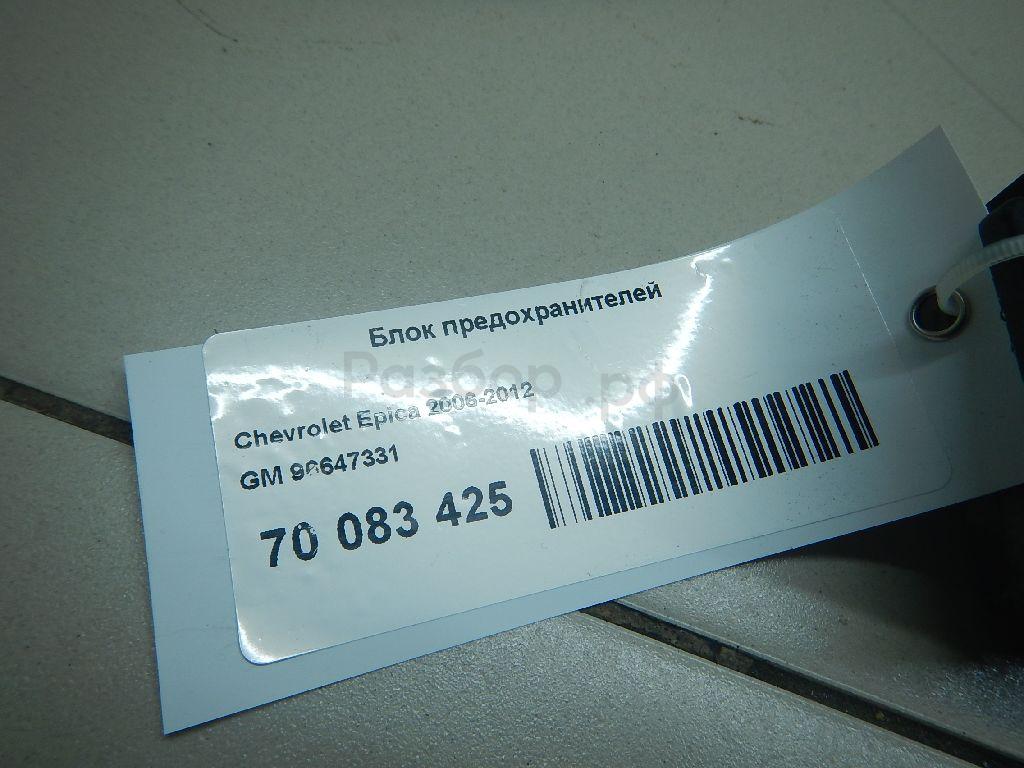 Блок предохранителей
Разбор.рф
Chevrolet Epica 2006-2012
GM 96647331
70 083 425